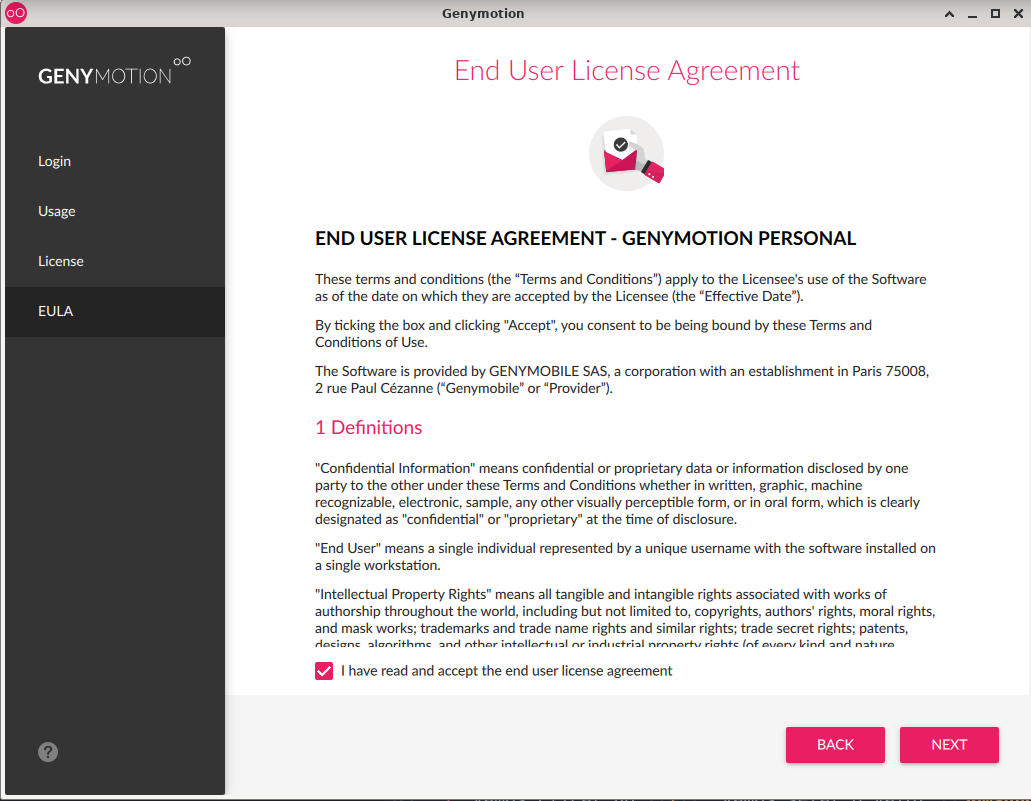 Genymotion
GENYMOTION
Login
Usage
License
EULA
End User License Agreement
END USER LICENSE AGREEMENT - GENYMOTION PERSONAL
These terms and conditions (the “Terms and Conditions”) apply to the Licensee's use of the Software
as of the date on which they are accepted by the Licensee (the “Effective Date”).
By ticking the box and clicking "Accept", you consent to be being bound by these Terms and
Conditions of Use.
The Software is provided by GENYMOBILE SAS, a corporation with an establishment in Paris 75008,
2 rue Paul Cézanne (“Genymobile” or “Provider”).
1 Definitions
"Confidential Information" means confidential or proprietary data or information disclosed by one
party to the other under these Terms and Conditions whether in written, graphic, machine
recognizable, electronic, sample, any other visually perceptible form, or in oral form, which is clearly
designated as "confidential" or "proprietary" at the time of disclosure.
"End User" means a single individual represented by a unique username with the software installed on
a single workstation.
"Intellectual Property Rights" means all tangible and intangible rights associated with works of
authorship throughout the world, including but not limited to, copyrights, authors' rights, moral rights,
and mask works; trademarks and trade name rights and similar rights; trade secret rights; patents,
designs, algorithms, and other intellectual or industrial property rights (of every kind and nature
I have read and accept the end user license agreement
?
BACK
NEXT